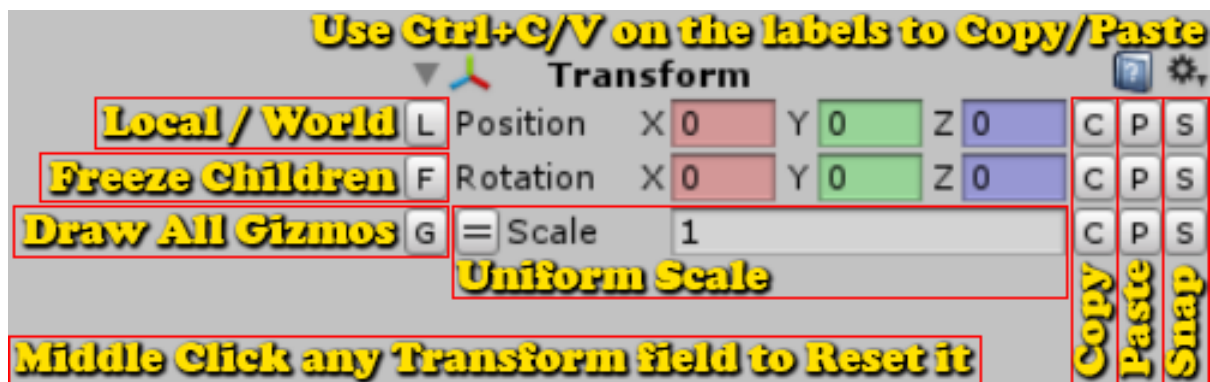 Use Ctrl+C/V on the labels to Copy/Paste
Transform
Local / World L Position X 0 Y 0 Z 0 C P S
Freeze Children F Rotation X 0 Y 0 Z 0 C P S
Draw All Gizmos G = Scale 1 C P S
Uniform Scale
Copy
Paste
Snap
Middle Click any Transform field to Reset it